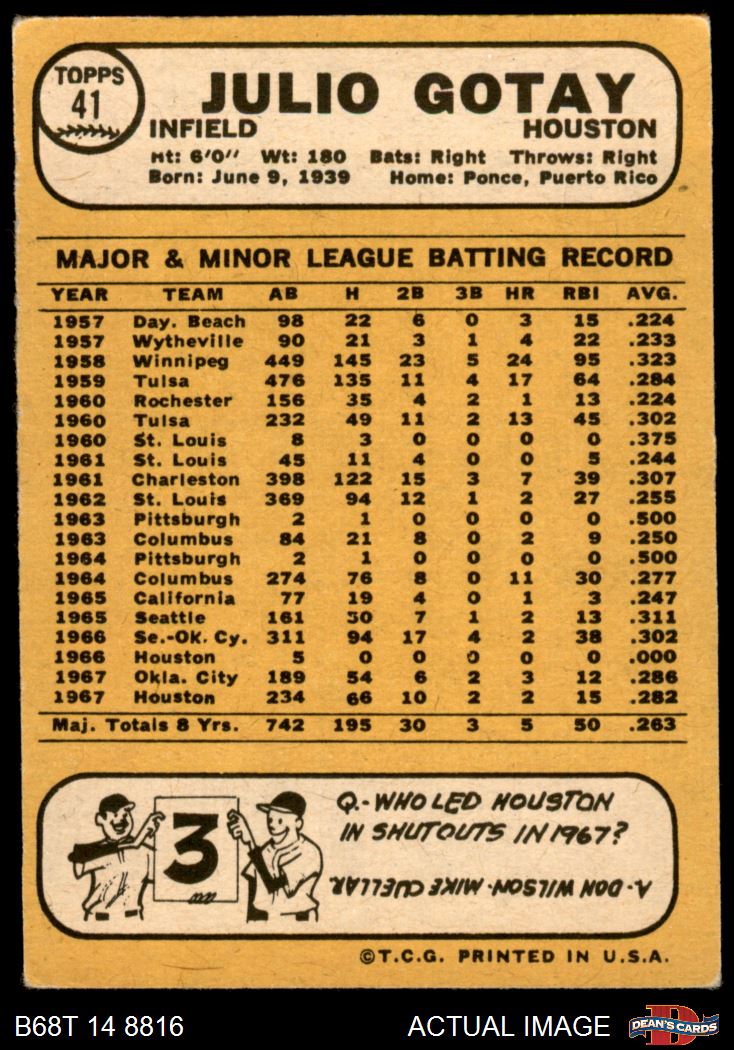 TOPPS
41
JULIO GOTAY
INFIELD HOUSTON
Ht: 6'0" Wt: 180 Bats: Right Throws: Right
Born: June 9, 1939 Home: Ponce, Puerto Rico
MAJOR & MINOR LEAGUE BATTING RECORD
YEAR TEAM AB H 2B 3B HR RBI AVG.
1957 Day. Beach 98 22 6 0 3 15 .224
1957 Wytheville 90 21 3 1 4 22 .233
1958 Winnipeg 449 145 23 5 24 95 .323
1959 Tulsa 476 135 11 4 17 64 .284
1960 Rochester 156 35 4 2 1 13 .224
1960 Tulsa 232 49 11 2 13 45 .302
1960 St. Louis 8 3 0 0 0 0 .375
1961 St. Louis 45 11 4 0 0 5 .244
1961 Charleston 398 122 15 3 7 39 .307
1962 St. Louis 369 94 12 1 2 27 .255
1963 Pittsburgh 2 1 0 0 0 0 .500
1963 Columbus 84 21 8 0 2 9 .250
1964 Pittsburgh 2 1 0 0 0 0 .500
1964 Columbus 274 76 8 0 11 30 .277
1965 California 77 19 4 0 1 3 .247
1965 Seattle 161 50 7 1 2 13 .311
1966 Se.-Ok. Cy. 311 94 17 4 2 38 .302
1966 Houston 5 0 0 0 0 0 .000
1967 Okla. City 189 54 6 2 3 12 .286
1967 Houston 234 66 10 2 2 15 .282
Maj. Totals 8 Yrs. 742 195 30 3 5 50 .263
3
Q.-WHO LED HOUSTON
IN SHUTOUTS IN 1967?
A. DON WILSON-MIKE CUELLAR
©T.C.G. PRINTED IN U.S.A.
B68T 14 8816 ACTUAL IMAGE
D
DEAN'S CARDS